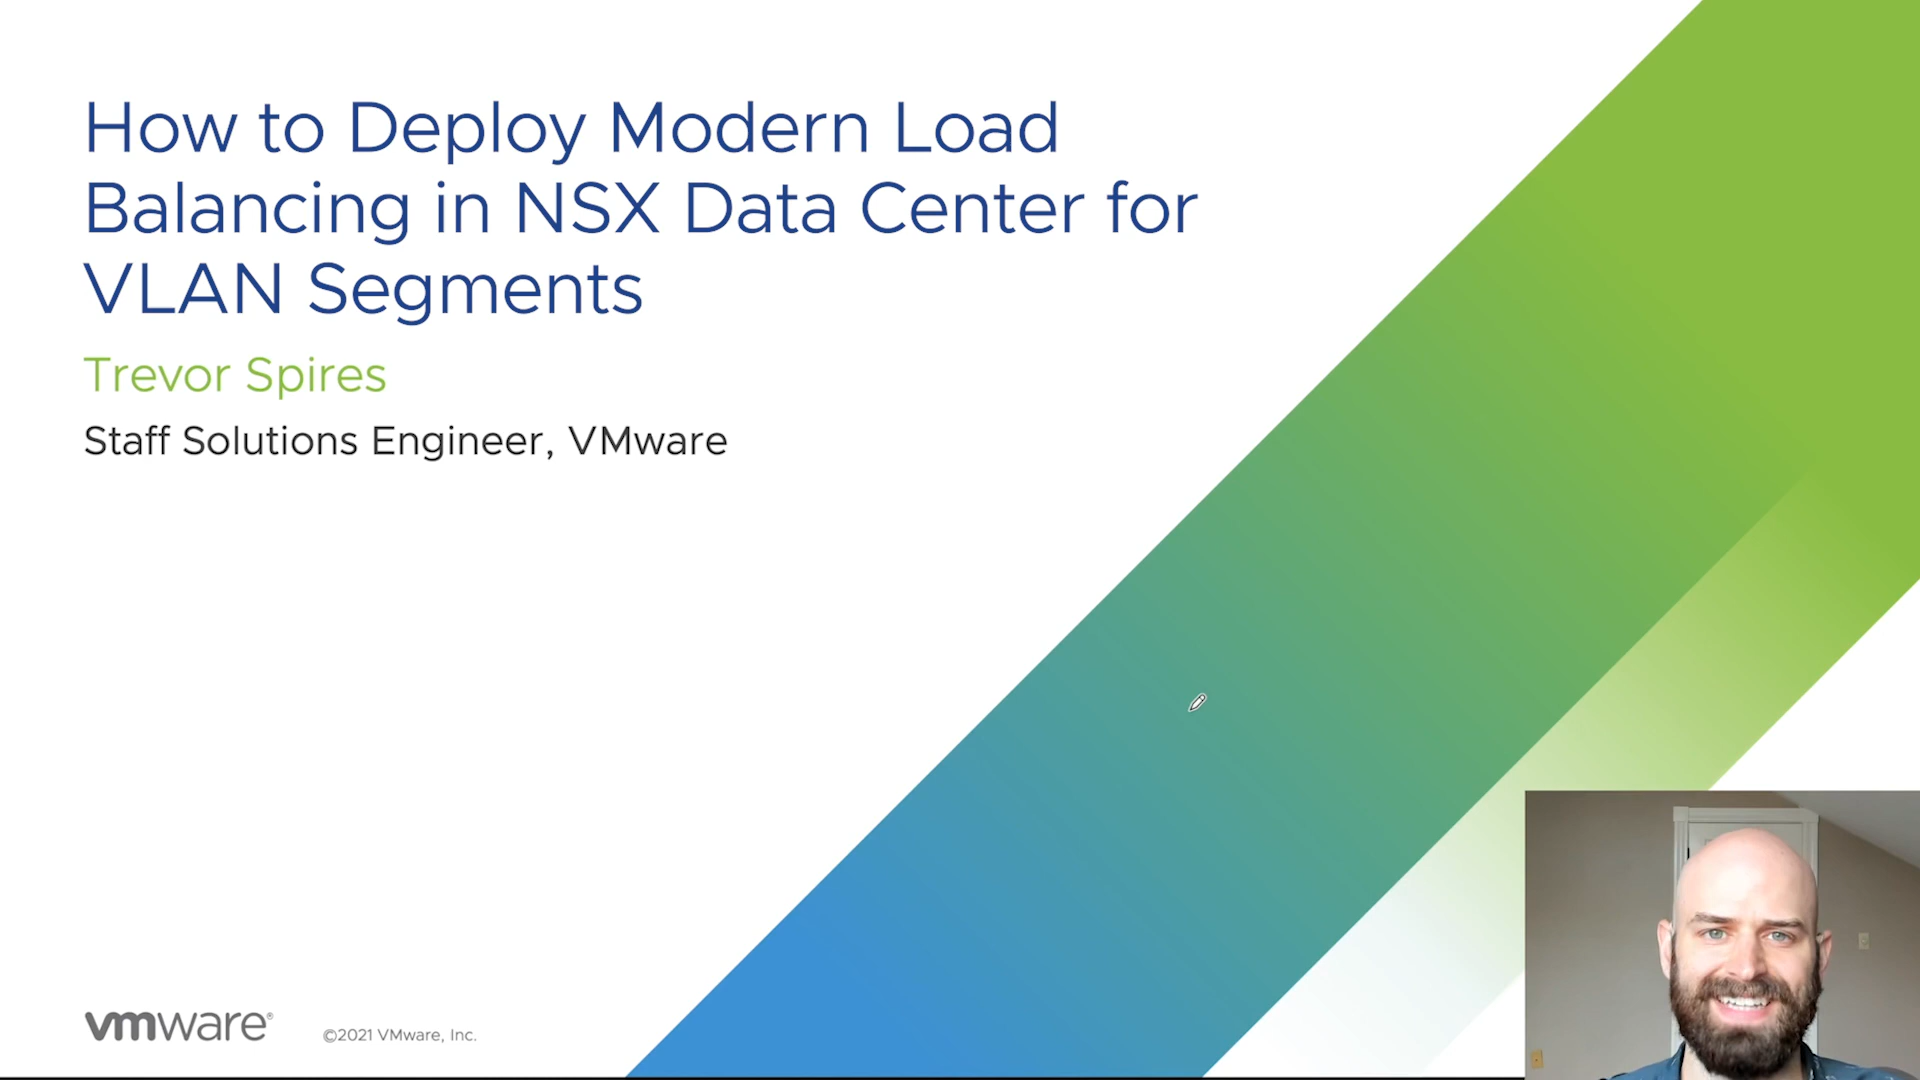 How to Deploy Modern Load
Balancing in NSX Data Center for
VLAN Segments
Trevor Spires
Staff Solutions Engineer, VMware
vmware®
©2021 VMware, Inc.